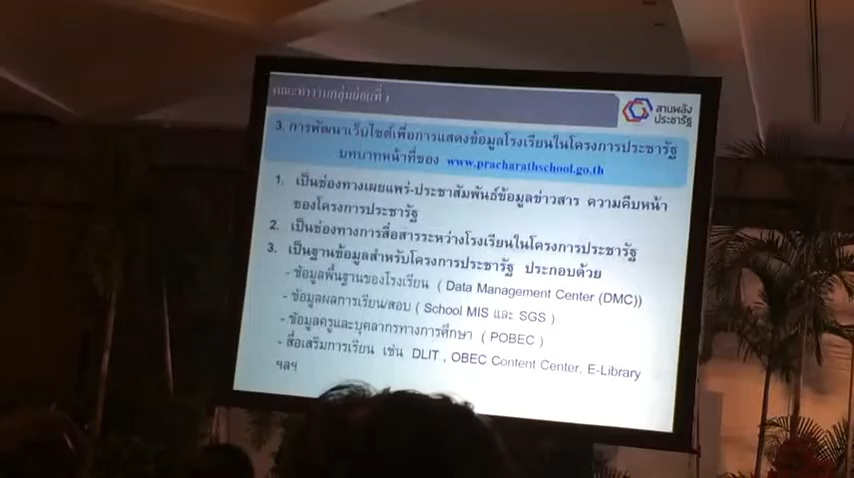 คณะทำงานกลุ่มย่อยที่ 1
สานพลัง
ประชารัฐ
3. การพัฒนาเว็บไซต์เพื่อการแสดงข้อมูลโรงเรียนในโครงการประชารัฐ
บทบาทหน้าที่ของ www.pracharathschool.go.th
1. เป็นช่องทางเผยแพร่-ประชาสัมพันธ์ข้อมูลข่าวสาร ความคืบหน้า
ของโครงการประชารัฐ
2. เป็นช่องทางการสื่อสารระหว่างโรงเรียนในโครงการประชารัฐ
3. เป็นฐานข้อมูลสำหรับโครงการประชารัฐ ประกอบด้วย
- ข้อมูลพื้นฐานของโรงเรียน ( Data Management Center (DMC))
- ข้อมูลผลการเรียน/สอบ ( School MIS และ SGS )
- ข้อมูลครูและบุคลากรทางการศึกษา ( POBEC )
- สื่อเสริมการเรียน เช่น DLIT , OBEC Content Center. E-Library
ฯลฯ